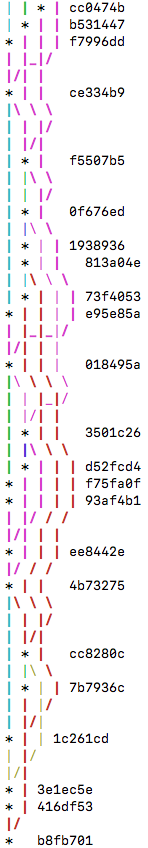 | | * | cc0474b
| * | | b531447
* | | | f7996dd
| |_|/
|/| |
* | | ce334b9
|\ \ \
| | |/
| |/|
* | | f5507b5
| |\ \
| * | | 0f676ed
| |\ \
| * | | 1938936
| | |\ \ \ 813a04e
| * | | | 73f4053
* | | | | e95e85a
| |_|_|/
|/| | |
* | | | 018495a
|\ \ \ \
| | |_|/
| |/| |
| * | | 3501c26
| |\ \ \
| * | | | d52fcd4
* | | | | f75fa0f
* | | | | 93af4b1
| |/ / /
|/| | |
* | | | ee8442e
|/ / /
* | | 4b73275
|\ \ \
| | |/
| |/|
| * | cc8280c
| |\ \
| * | | 7b7936c
| | |/
| |/|
| * | 1c261cd
| |/
|/|
* | 3e1ec5e
* | 416df53
|/
* b8fb701